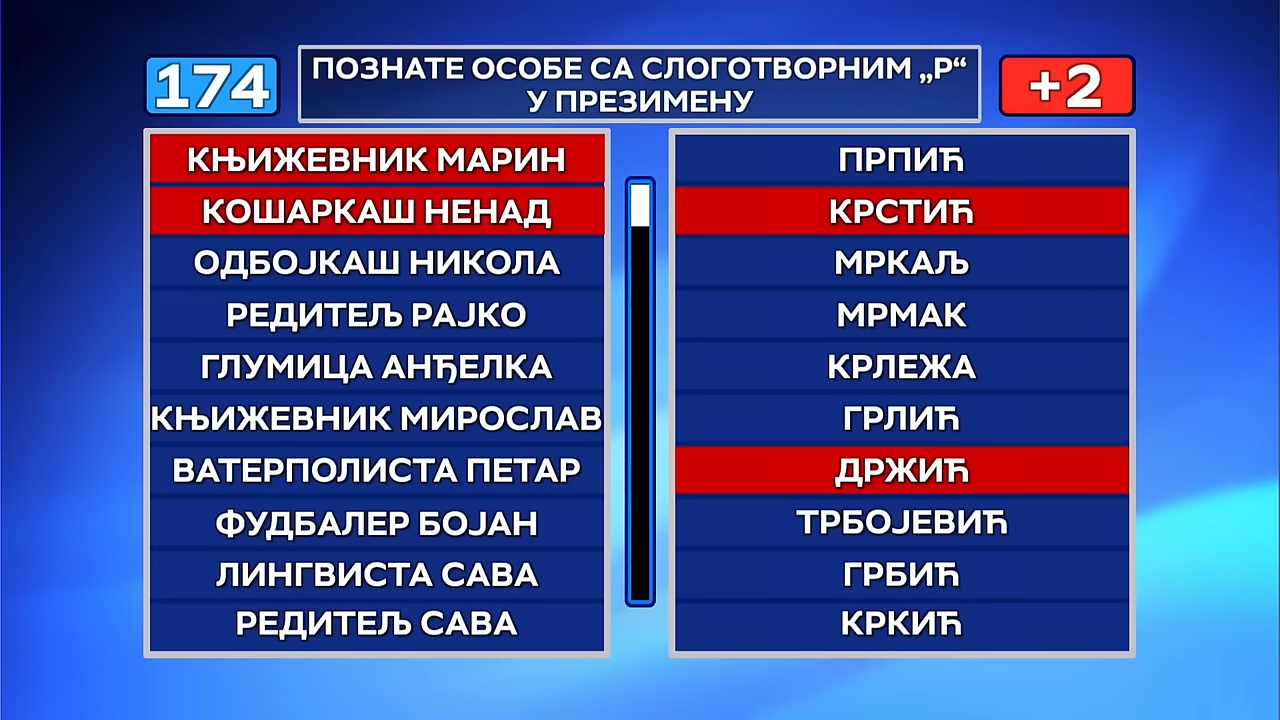 174
ПОЗНАТЕ ОСОБЕ СА СЛОГОТВОРНИМ „Р“
У ПРЕЗИМЕНУ
+2
КЊИЖЕВНИК МАРИН
ПРПИЋ
КОШАРКАШ НЕНАД
КРСТИЋ
ОДБОЈКАШ НИКОЛА
МРКАЉ
РЕДИТЕЉ РАЈКО
МРМАК
ГЛУМИЦА АНЂЕЛКА
КРЛЕЖА
КЊИЖЕВНИК МИРОСЛАВ
ГРЛИЋ
ВАТЕРПОЛИСТА ПЕТАР
ДРЖИЋ
ФУДБАЛЕР БОЈАН
ТРБОЈЕВИЋ
ЛИНГВИСТА САВА
ГРБИЋ
РЕДИТЕЉ САВА
КРКИЋ